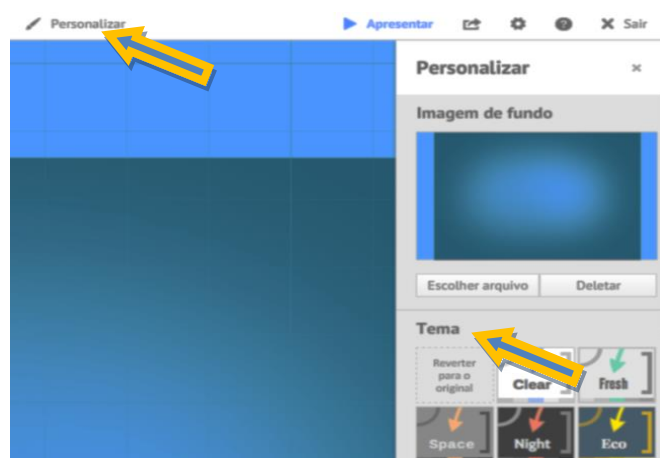 Personalizar
Apresentar
Sair
Personalizar
Imagem de fundo
Escolher arquivo
Deletar
Tema
Reverter
para o
original
Clear
Fresh
Space
Night
Eco